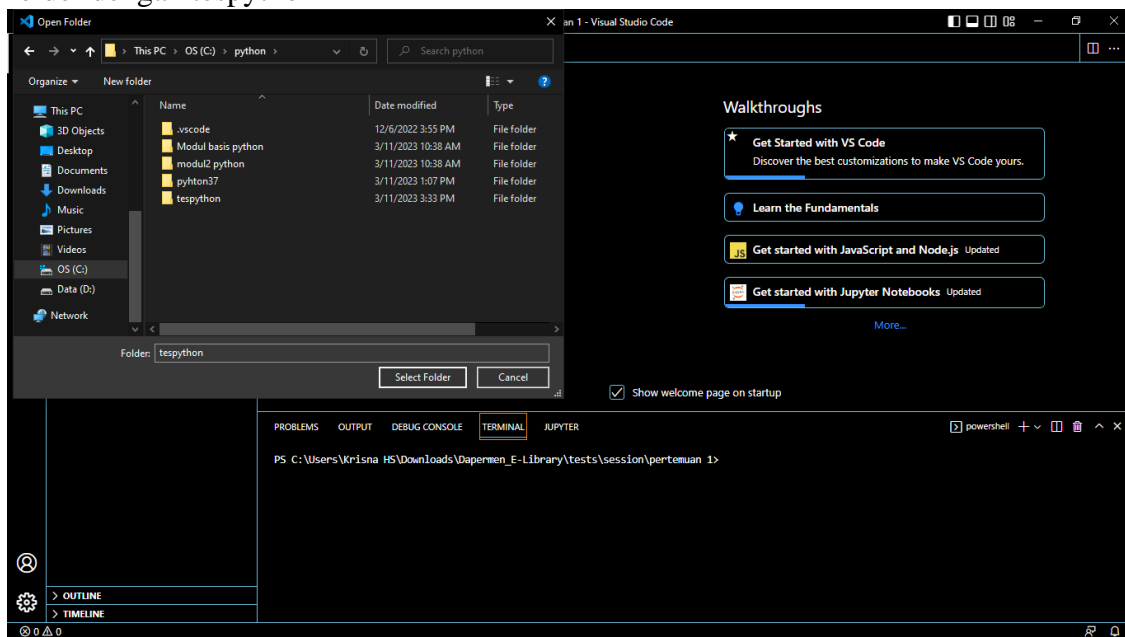 Open Folder
an 1 - Visual Studio Code
This PC > OS (C:) > python >
Search python
Organize
New folder
This PC
3D Objects
Desktop
Documents
Downloads
Music
Pictures
Videos
OS (C:)
Data (D:)
Network
Name Date modified Type
.vscode 12/6/2022 3:55 PM File folder
Modul basis python 3/11/2023 10:38 AM File folder
modul2 python 3/11/2023 10:38 AM File folder
pyhton37 3/11/2023 1:07 PM File folder
tespython 3/11/2023 3:33 PM File folder
Folder: tespython
Select Folder Cancel
Walkthroughs
Get Started with VS Code
Discover the best customizations to make VS Code yours.
Learn the Fundamentals
JS Get started with JavaScript and Node.js Updated
Get started with Jupyter Notebooks Updated
More...
Show welcome page on startup
PROBLEMS OUTPUT DEBUG CONSOLE TERMINAL JUPYTER
powershell
PS C:\Users\Krisna HS\Downloads\Dapermen_E-Library\tests\session\pertemuan 1>
> OUTLINE
> TIMELINE
0 0